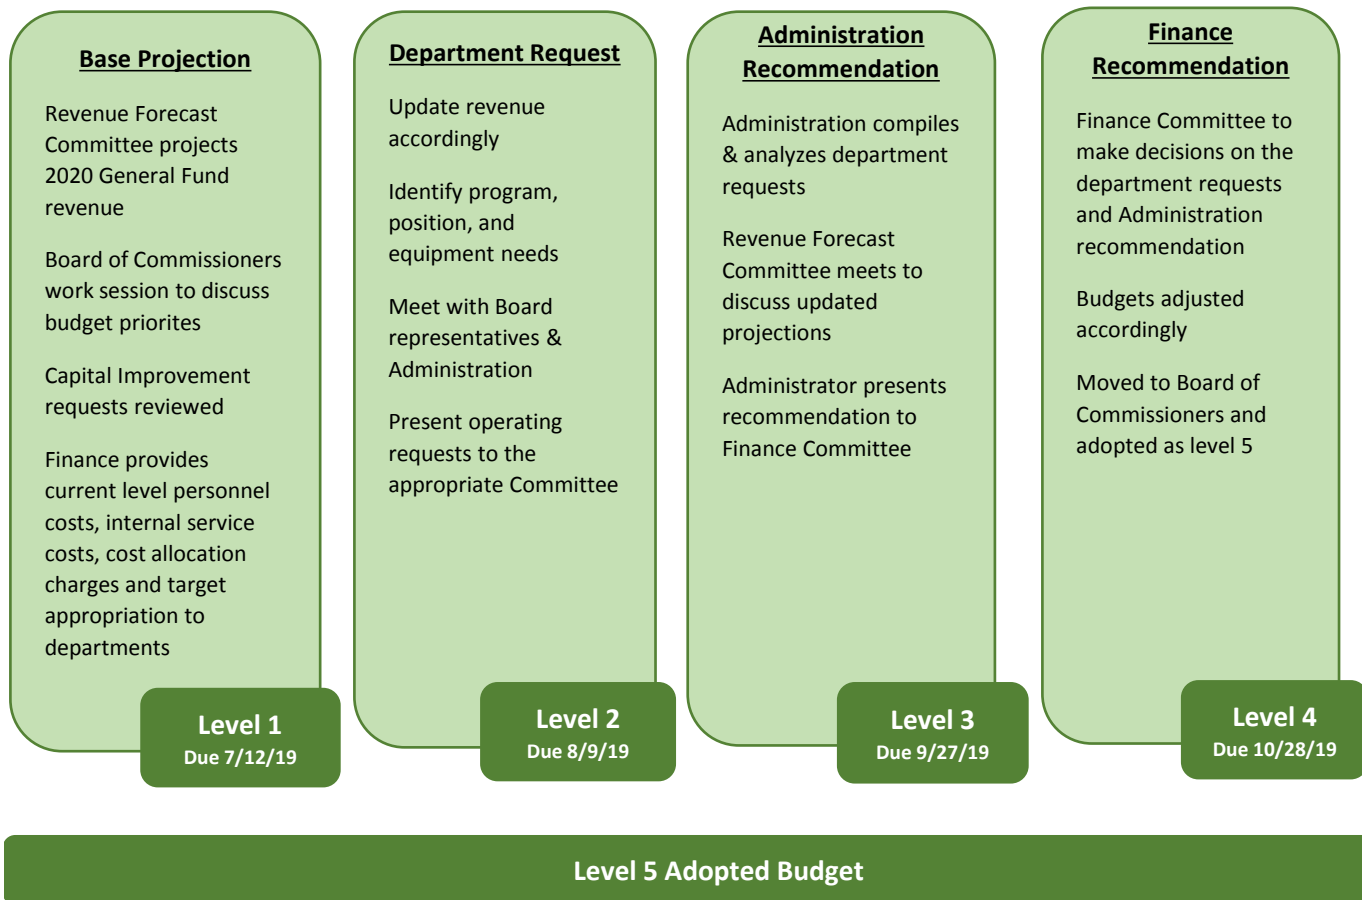 Base Projection
Revenue Forecast
Committee projects
2020 General Fund
revenue
Board of Commissioners
work session to discuss
budget priorites
Capital Improvement
requests reviewed
Finance provides
current level personnel
costs, internal service
costs, cost allocation
charges and target
appropriation to
departments
Level 1
Due 7/12/19
Department Request
Update revenue
accordingly
Identify program,
position, and
equipment needs
Meet with Board
representatives &
Administration
Present operating
requests to the
appropriate Committee
Level 2
Due 8/9/19
Administration
Recommendation
Administration compiles
& analyzes department
requests
Revenue Forecast
Committee meets to
discuss updated
projections
Administrator presents
recommendation to
Finance Committee
Level 3
Due 9/27/19
Finance
Recommendation
Finance Committee to
make decisions on the
department requests
and Administration
recommendation
Budgets adjusted
accordingly
Moved to Board of
Commissioners and
adopted as level 5
Level 4
Due 10/28/19
Level 5 Adopted Budget